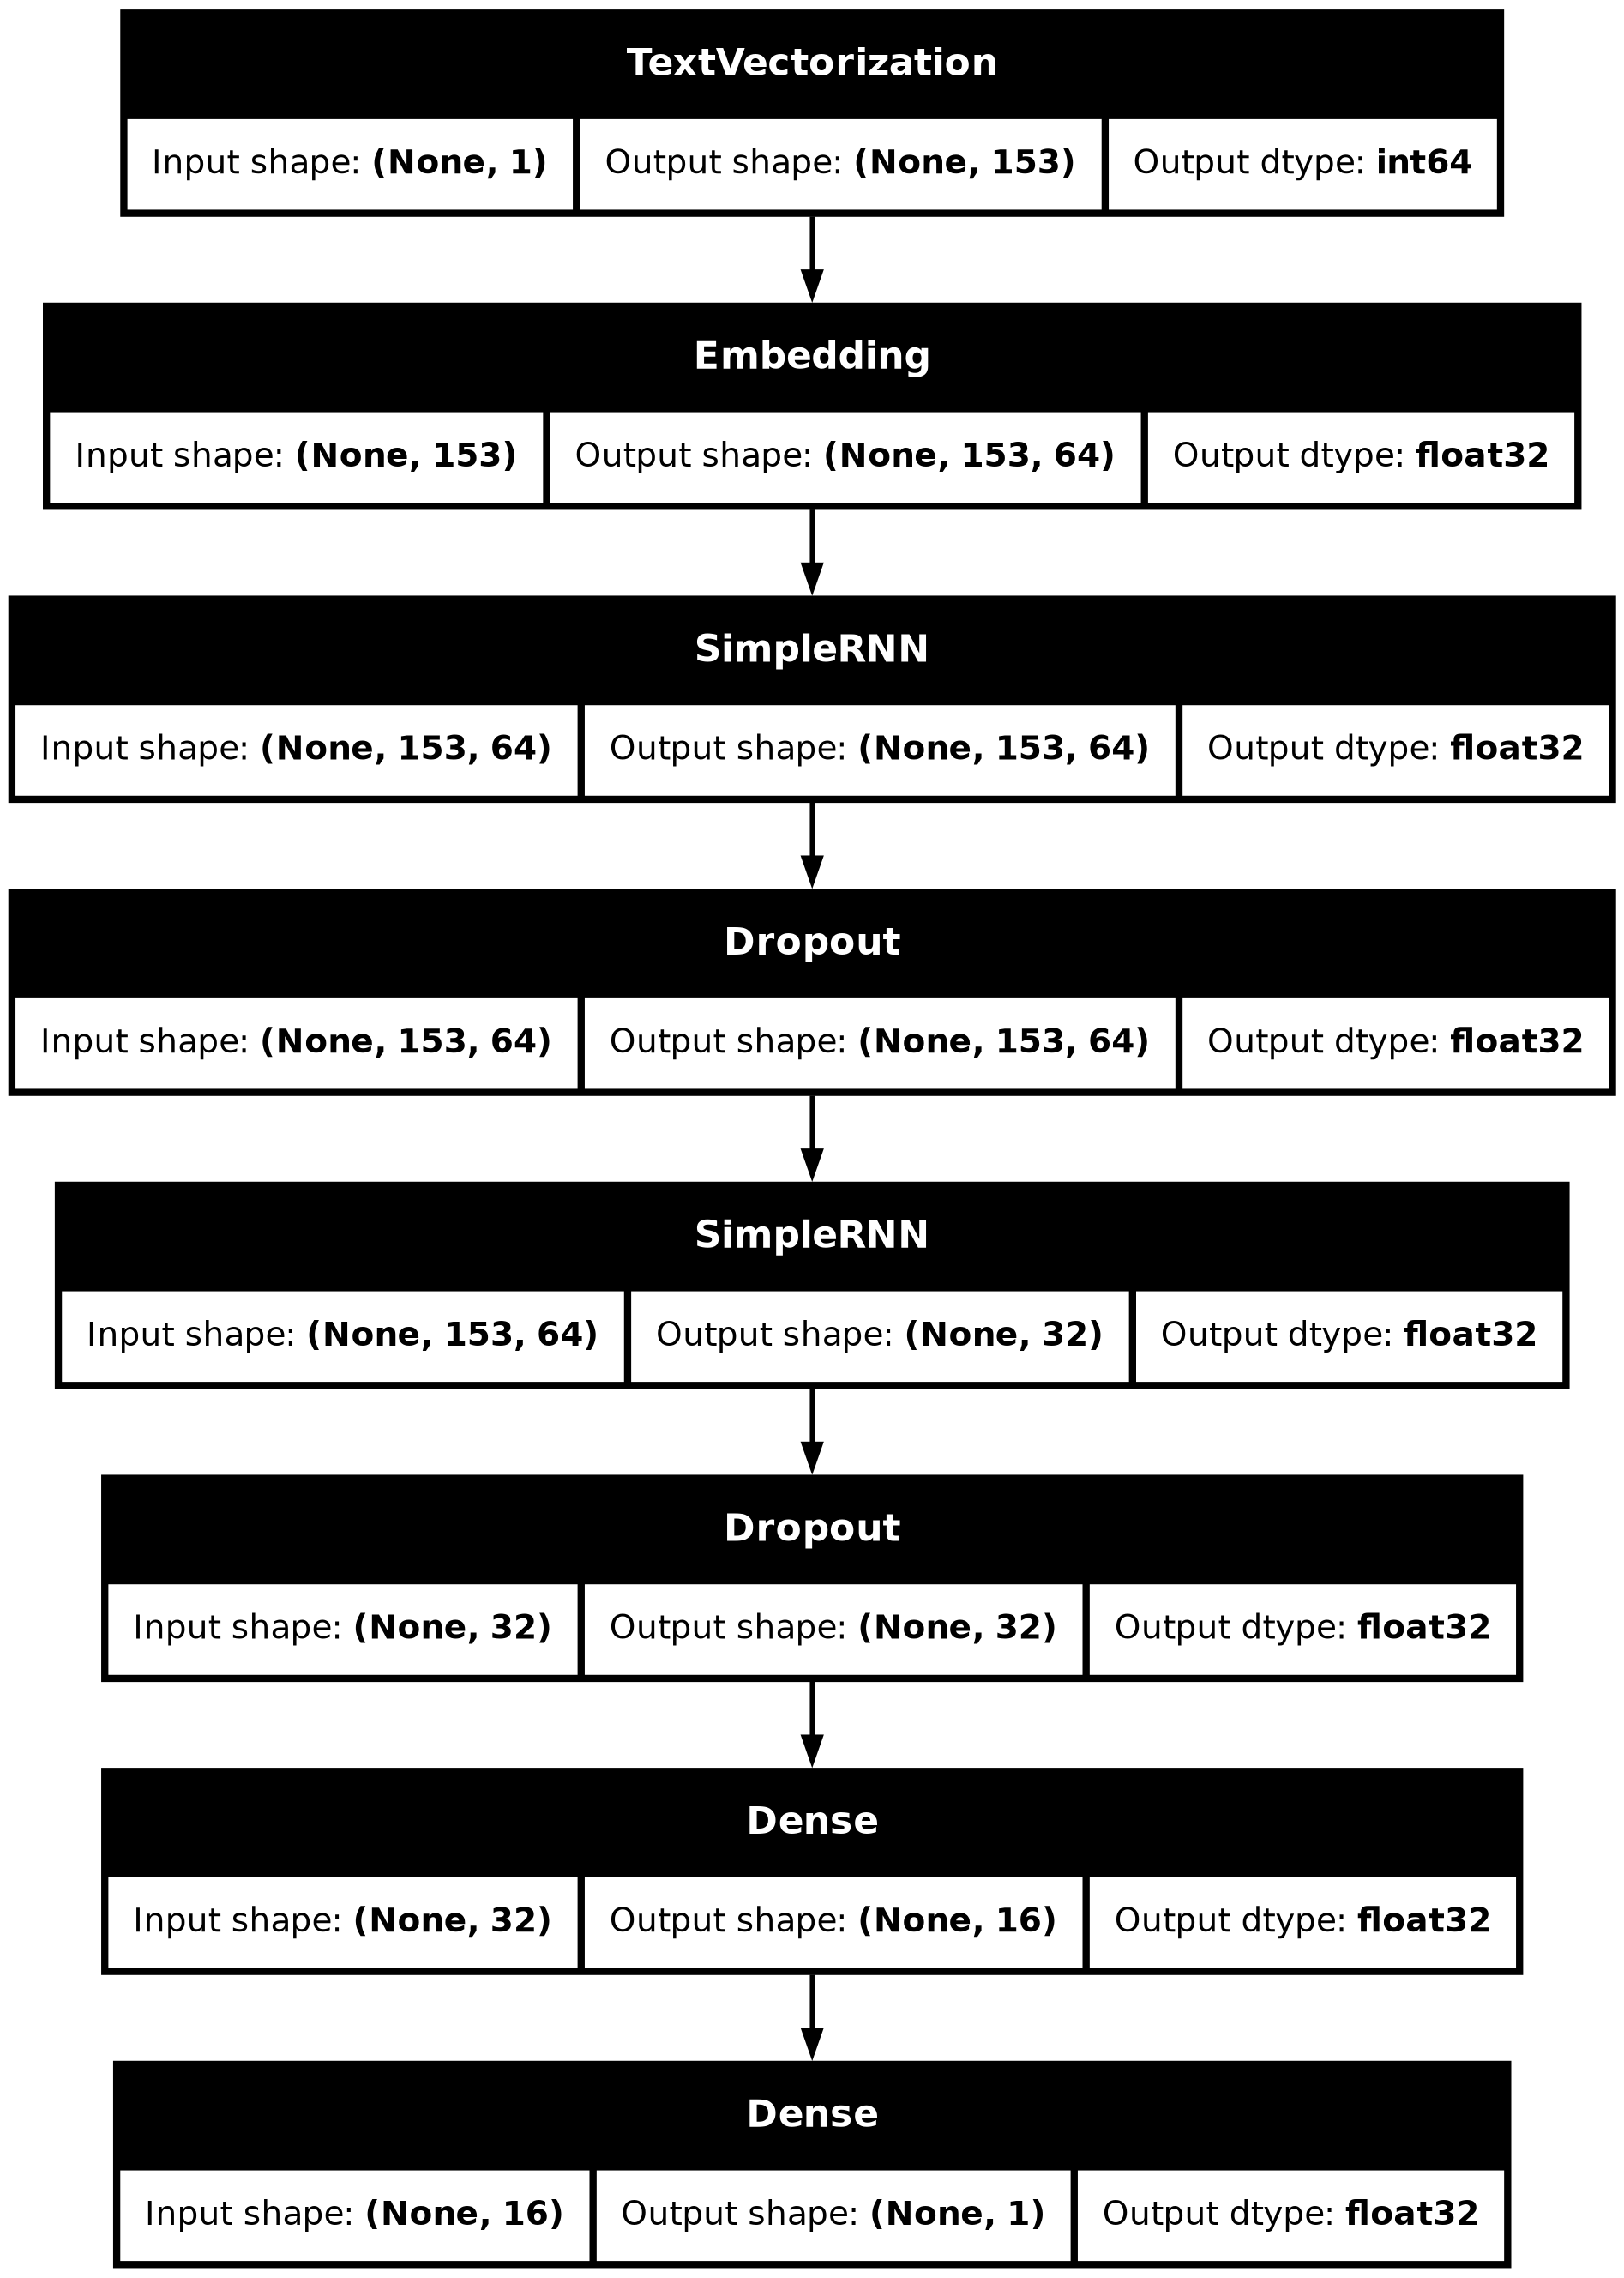 TextVectorization
Input shape: (None, 1) Output shape: (None, 153) Output dtype: int64
Embedding
Input shape: (None, 153) Output shape: (None, 153, 64) Output dtype: float32
SimpleRNN
Input shape: (None, 153, 64) Output shape: (None, 153, 64) Output dtype: float32
Dropout
Input shape: (None, 153, 64) Output shape: (None, 153, 64) Output dtype: float32
SimpleRNN
Input shape: (None, 153, 64) Output shape: (None, 32) Output dtype: float32
Dropout
Input shape: (None, 32) Output shape: (None, 32) Output dtype: float32
Dense
Input shape: (None, 32) Output shape: (None, 16) Output dtype: float32
Dense
Input shape: (None, 16) Output shape: (None, 1) Output dtype: float32